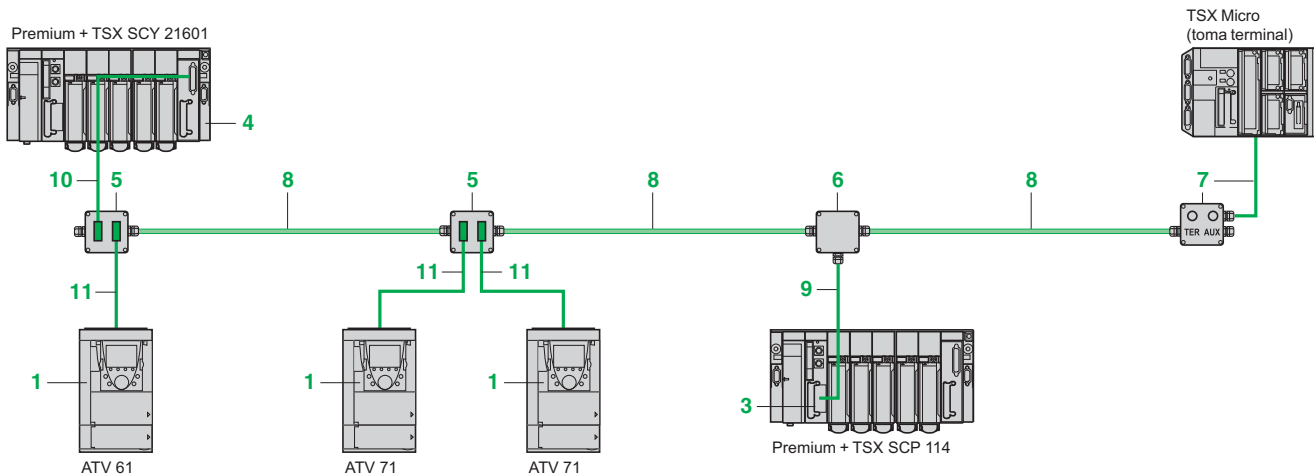 Premium + TSX SCY 21601
TSX Micro
(toma terminal)
4
10
5
8
5
8
6
8
7
TER AUX
11
11
11
9
1
1
1
3
ATV 61
ATV 71
ATV 71
Premium + TSX SCP 114